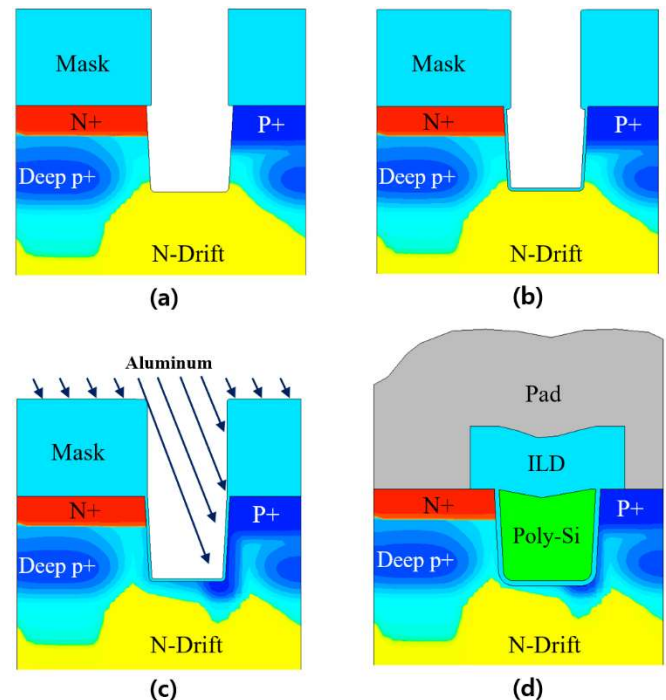 Mask
N+
P+
Deep p+
N-Drift
(a)
Mask
N+
P+
Deep p+
N-Drift
(b)
Aluminum
Mask
N+
P+
Deep p+
N-Drift
(c)
Pad
ILD
N+
P+
Poly-Si
Deep p+
N-Drift
(d)